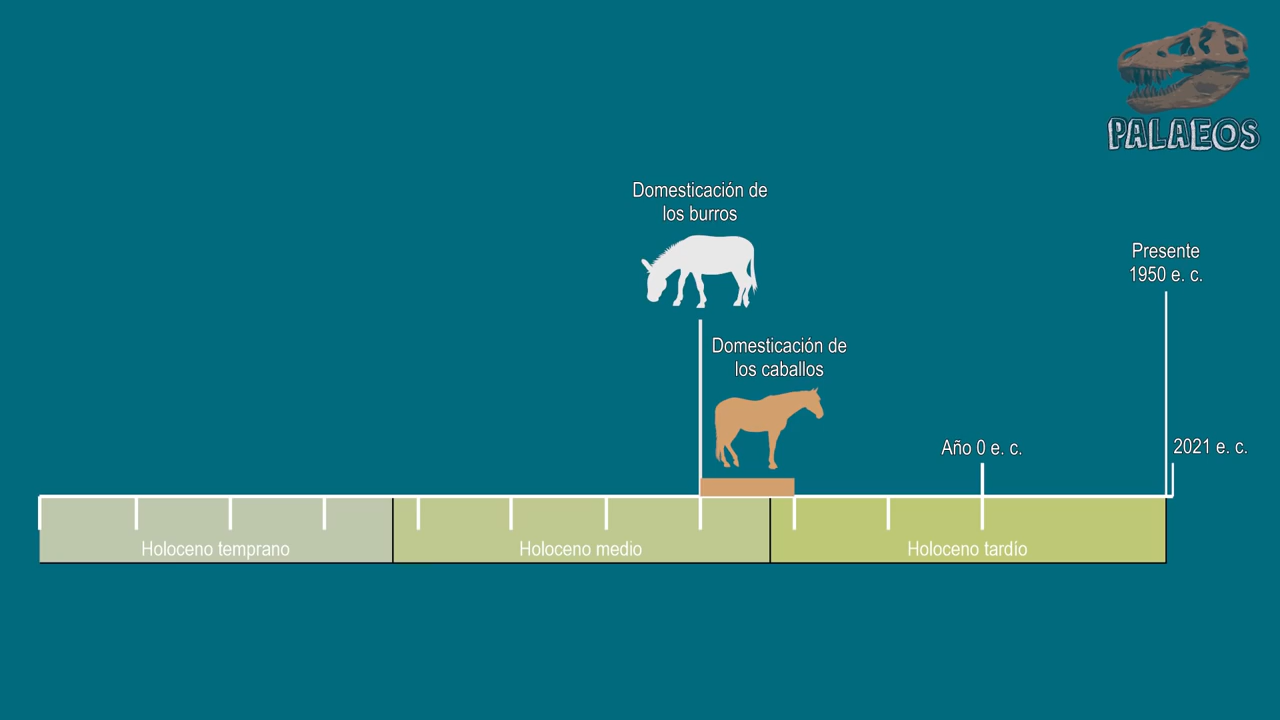 PALAEOS
Domesticación de
los burros
Presente
1950 e. c.
Domesticación de
los caballos
Año 0 e. c.
2021 e. c.
Holoceno temprano
Holoceno medio
Holoceno tardío